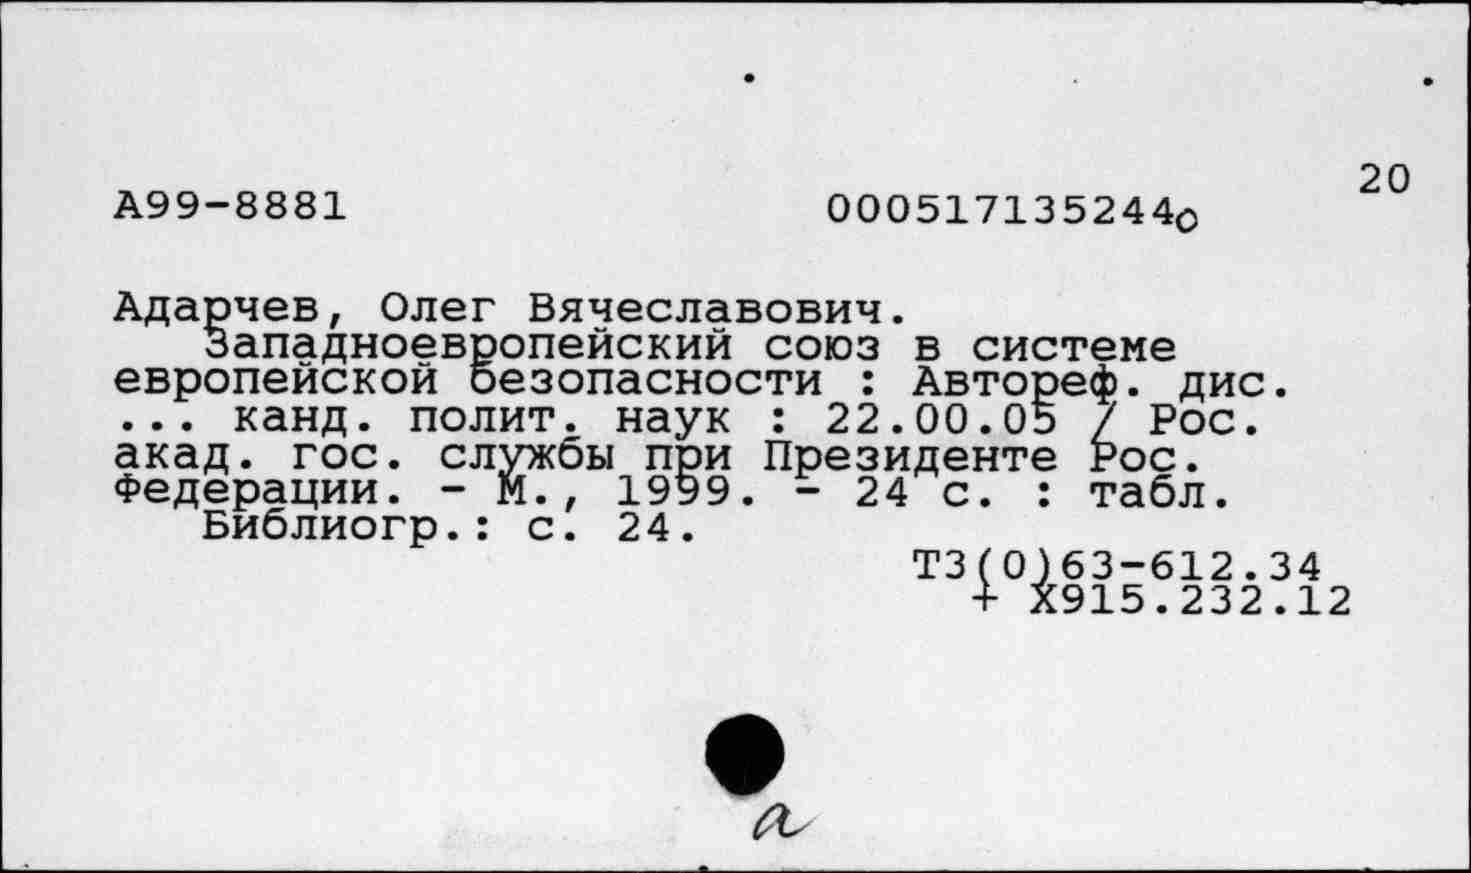 20
А99-8881 000517135244о
Адарчев, Олег Вячеславович.
Западноевропейский союз в системе
европейской безопасности : Автореф. дис.
... канд. полит. наук : 22.00.05 / Рос.
акад. гос. службы при Президенте Рос.
Федерации. - М., 1999. - 24 с. : табл.
Библиогр.: с. 24.
Т3(0)63-612.34
+ Х915.232.12
а